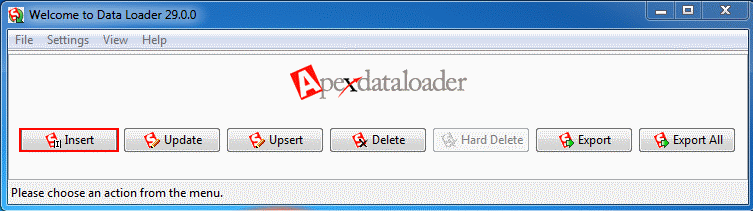 Welcome to Data Loader 29.0.0
File Settings View Help
Apexdataloader
Insert Update Upsert Delete Hard Delete Export Export All
Please choose an action from the menu.